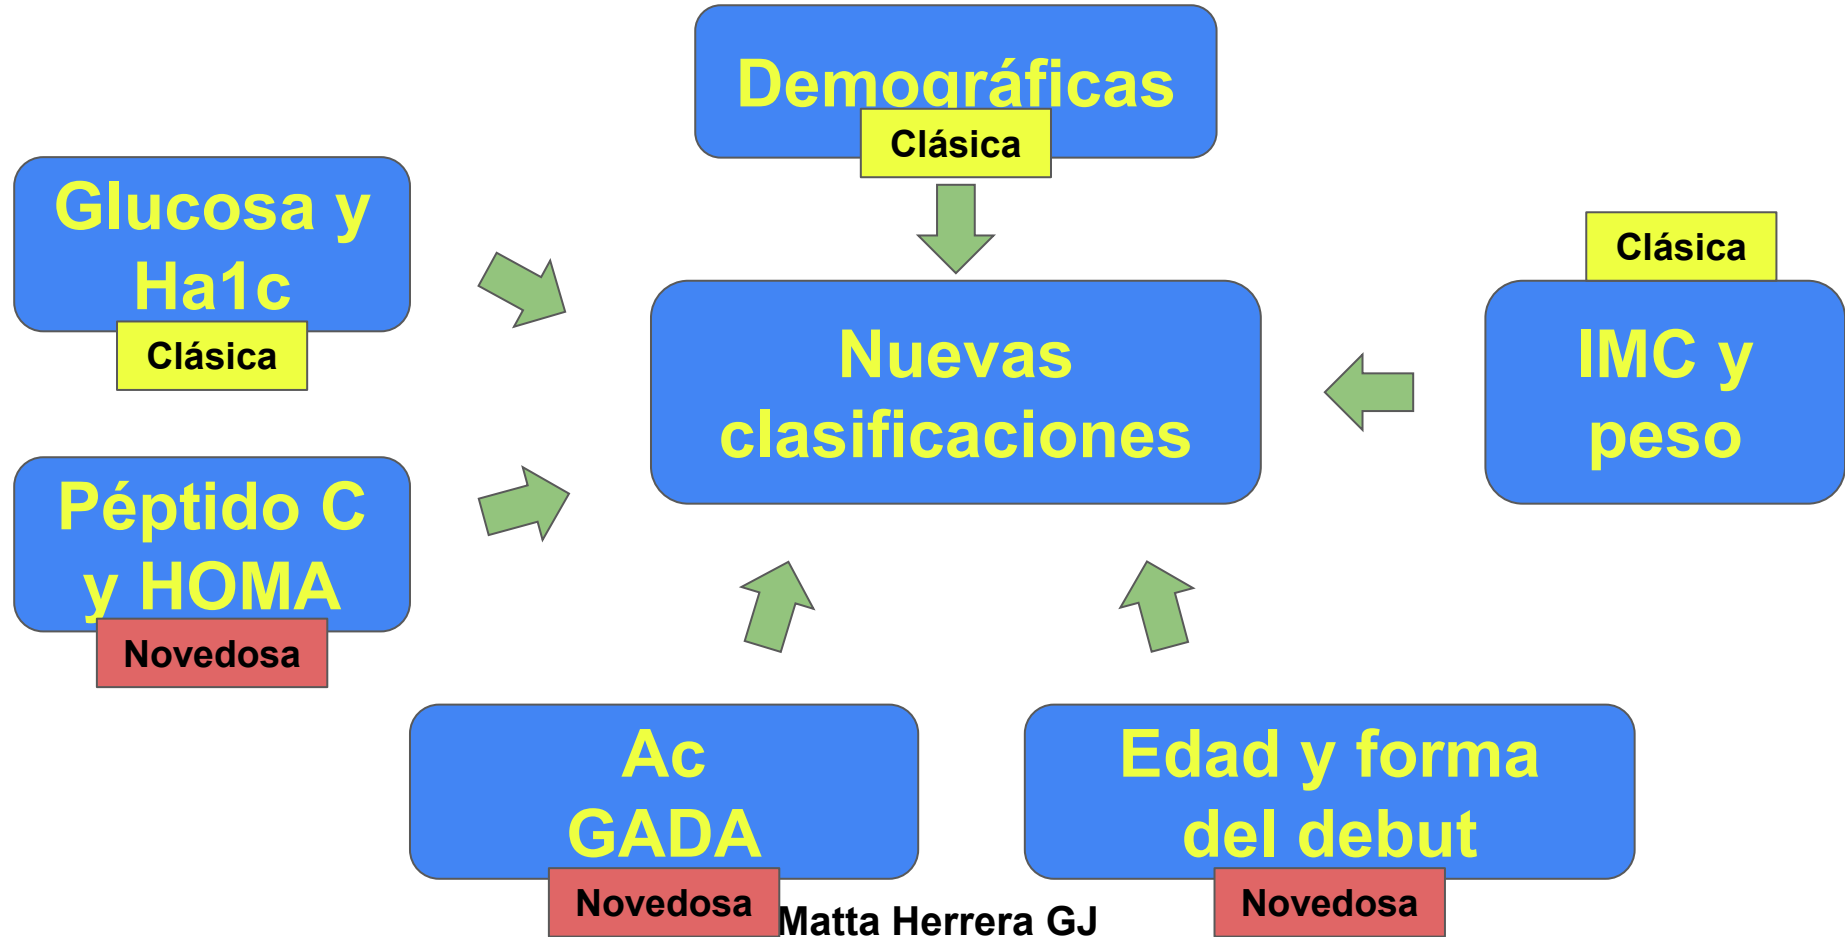 Demográficas
Clásica
Glucosa y
Ha1c
Clásica
Clásica
IMC y
peso
Nuevas
clasificaciones
Péptido C
y HOMA
Novedosa
Ac
GADA
Novedosa
Edad y forma
del debut
Novedosa
Matta Herrera GJ